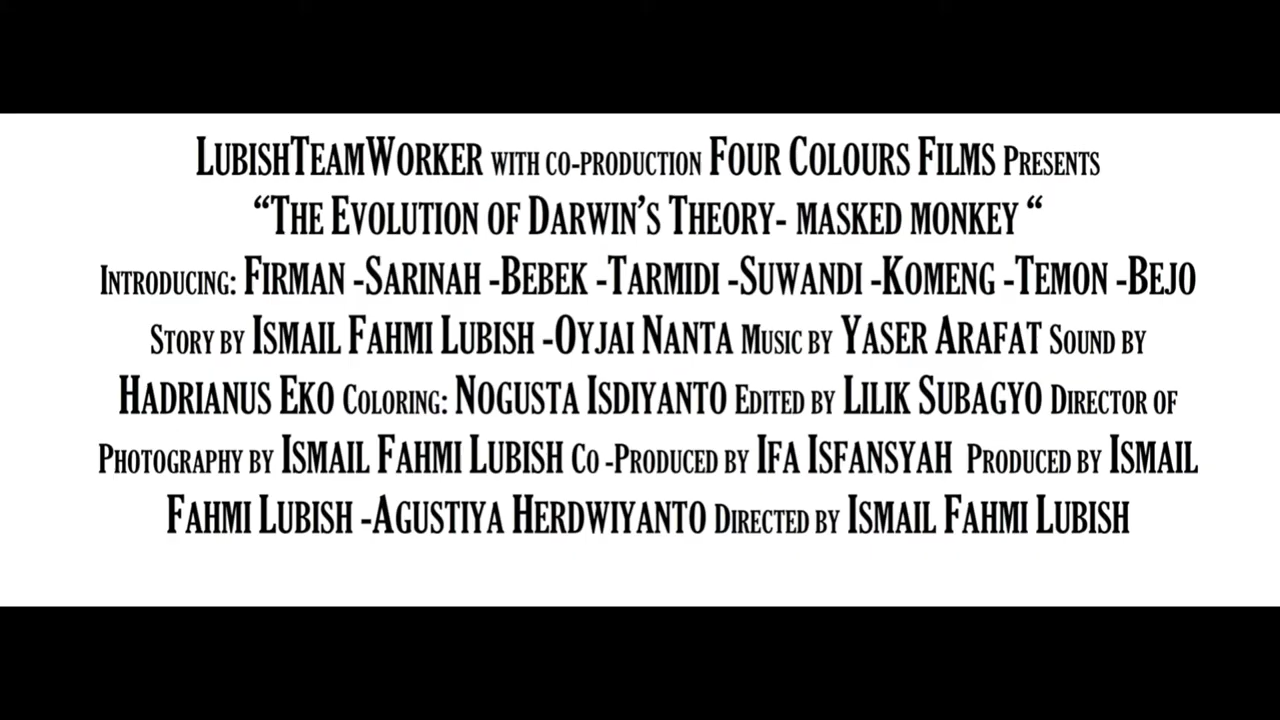 LubishTeamWorker with co-production Four Colours Films Presents
“The Evolution of Darwin’s Theory- masked monkey “
Introducing: Firman -Sarinah -Bebek -Tarmidi -Suwandi -Komeng -Temon -Bejo
Story by Ismail Fahmi Lubish -Oyjai Nanta Music by Yaser Arafat Sound by
Hadrianus Eko Coloring: Nogusta Isdiyanto Edited by Lilik Subagyo Director of
Photography by Ismail Fahmi Lubish Co -Produced by Ifa Isfansyah Produced by Ismail
Fahmi Lubish -Agustiya Herdwiyanto Directed by Ismail Fahmi Lubish